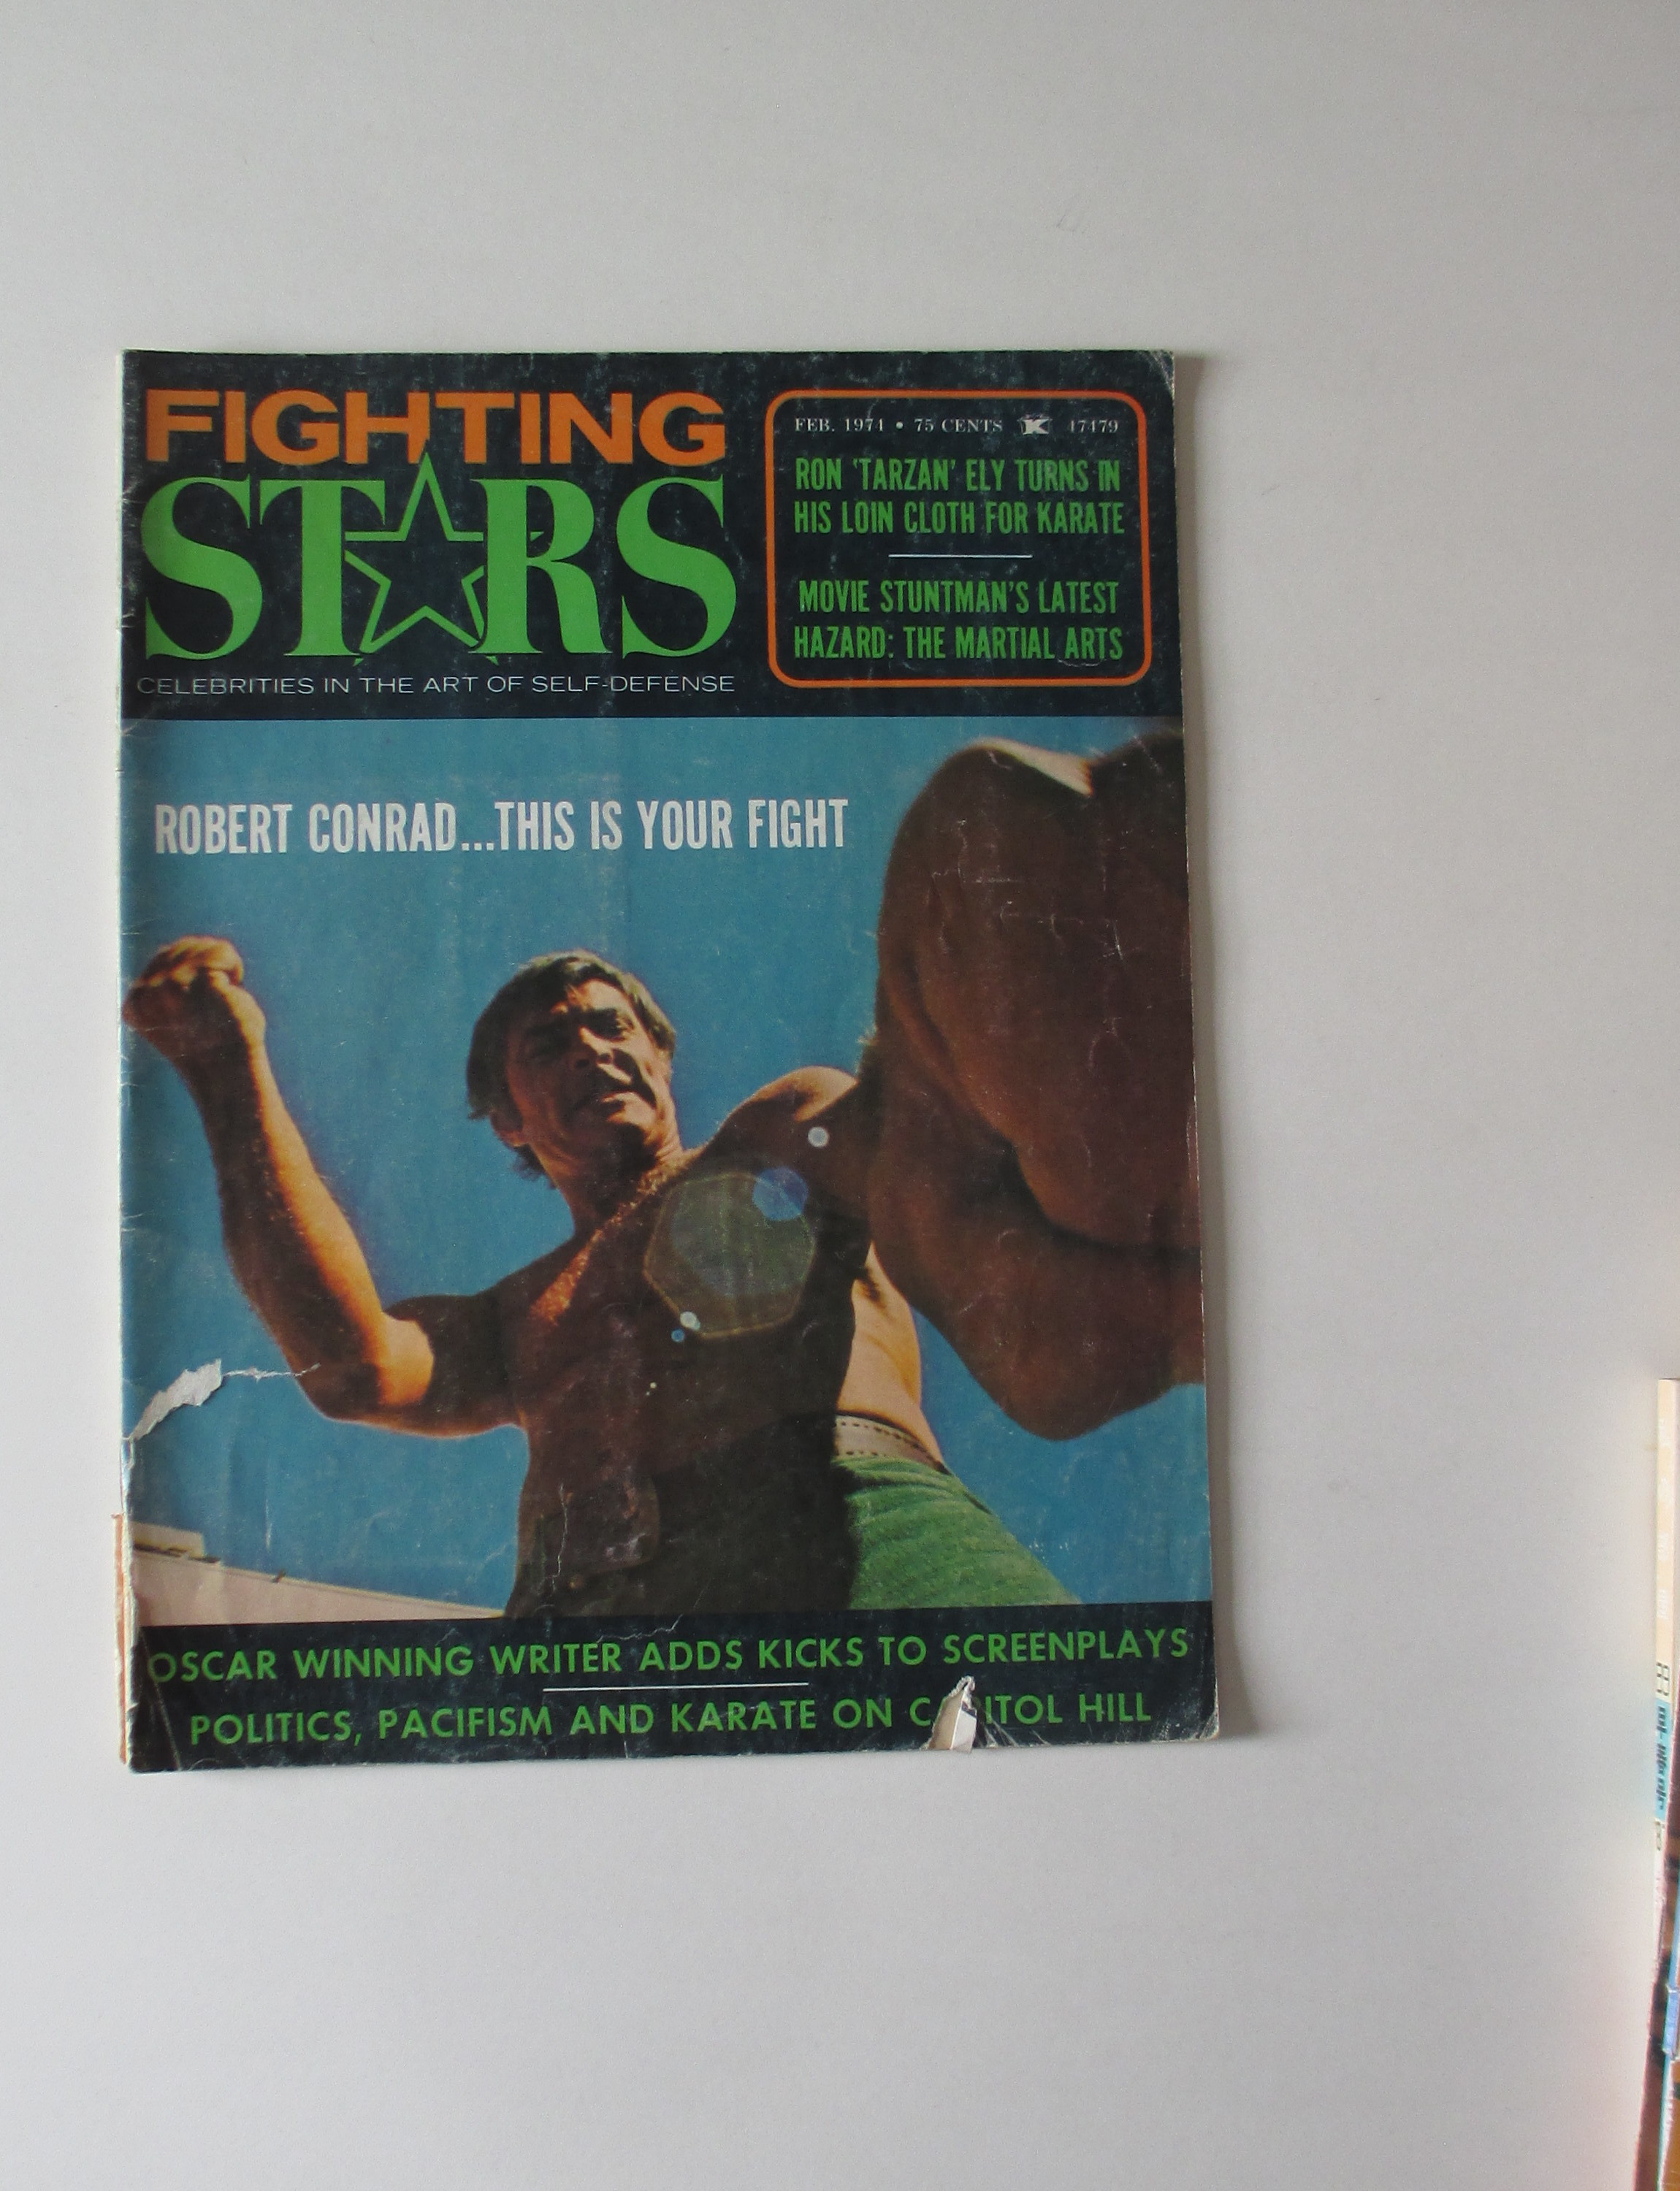 FIGHTING
STARS
CELEBRITIES IN THE ART OF SELF-DEFENSE
FEB. 1974 • 75 CENTS K 17479
RON 'TARZAN' ELY TURNS IN
HIS LOIN CLOTH FOR KARATE
MOVIE STUNTMAN'S LATEST
HAZARD: THE MARTIAL ARTS
ROBERT CONRAD...THIS IS YOUR FIGHT
OSCAR WINNING WRITER ADDS KICKS TO SCREENPLAYS
POLITICS, PACIFISM AND KARATE ON C ITOL HILL